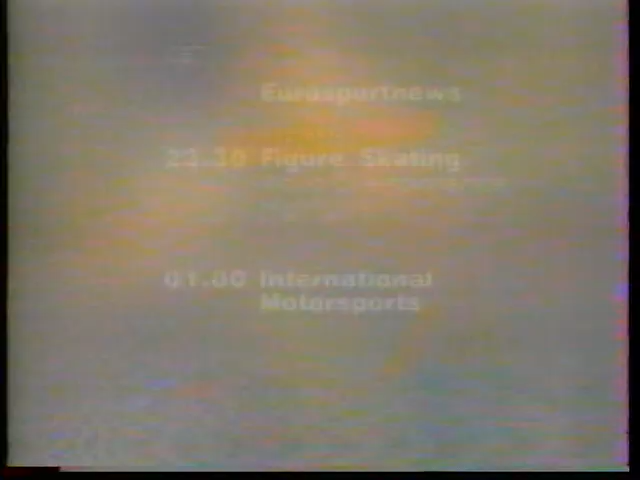 Eurosportnews
23.30 Figure Skating
01.00 International
Motorsports